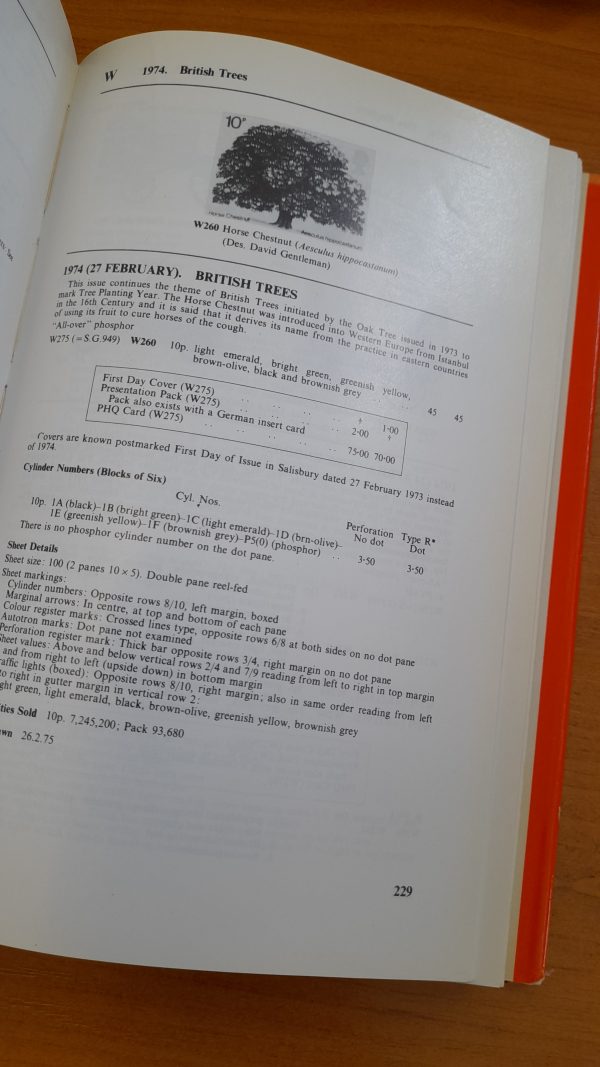 W 1974. British Trees
10P
Horse Chestnut Aesculus hippocastanum
W260 Horse Chestnut (Aesculus hippocastanum)
(Des. David Gentleman)
1974 (27 FEBRUARY). BRITISH TREES
This issue continues the theme of British Trees initiated by the Oak Tree issued in 1973 to
mark Tree Planting Year. The Horse Chestnut was introduced into Western Europe from Istanbul
in the 16th Century and it is said that it derives its name from the practice in eastern countries
of using its fruit to cure horses of the cough.
"All-over" phosphor
W275 (= S.G.949) W260 10p. light emerald, bright green, greenish yellow,
brown-olive, black and brownish grey .. .. 45 45
First Day Cover (W275) .. .. .. .. † 1·00
Presentation Pack (W275) .. .. .. .. 2·00 †
Pack also exists with a German insert card
PHQ Card (W275) .. .. .. .. .. 75·00 70·00
Covers are known postmarked First Day of Issue in Salisbury dated 27 February 1973 instead
of 1974.
Cylinder Numbers (Blocks of Six)
Cyl. Nos. Perforation Type R*
No dot Dot
10p. 1A (black)–1B (bright green)–1C (light emerald)–1D (brn-olive)–
1E (greenish yellow)–1F (brownish grey)–P5(0) (phosphor) .. 3·50 3·50
There is no phosphor cylinder number on the dot pane.
Sheet Details
Sheet size: 100 (2 panes 10 × 5). Double pane reel-fed
Sheet markings:
Cylinder numbers: Opposite rows 8/10, left margin, boxed
Marginal arrows: In centre, at top and bottom of each pane
Colour register marks: Crossed lines type, opposite rows 6/8 at both sides on no dot pane
Autotron marks: Dot pane not examined
Perforation register mark: Thick bar opposite rows 3/4, right margin on no dot pane
Sheet values: Above and below vertical rows 2/4 and 7/9 reading from left to right in top margin
and from right to left (upside down) in bottom margin
raffic lights (boxed): Opposite rows 8/10, right margin; also in same order reading from left
to right in gutter margin in vertical row 2:
ght green, light emerald, black, brown-olive, greenish yellow, brownish grey
ities Sold 10p. 7,245,200; Pack 93,680
wn 26.2.75
229